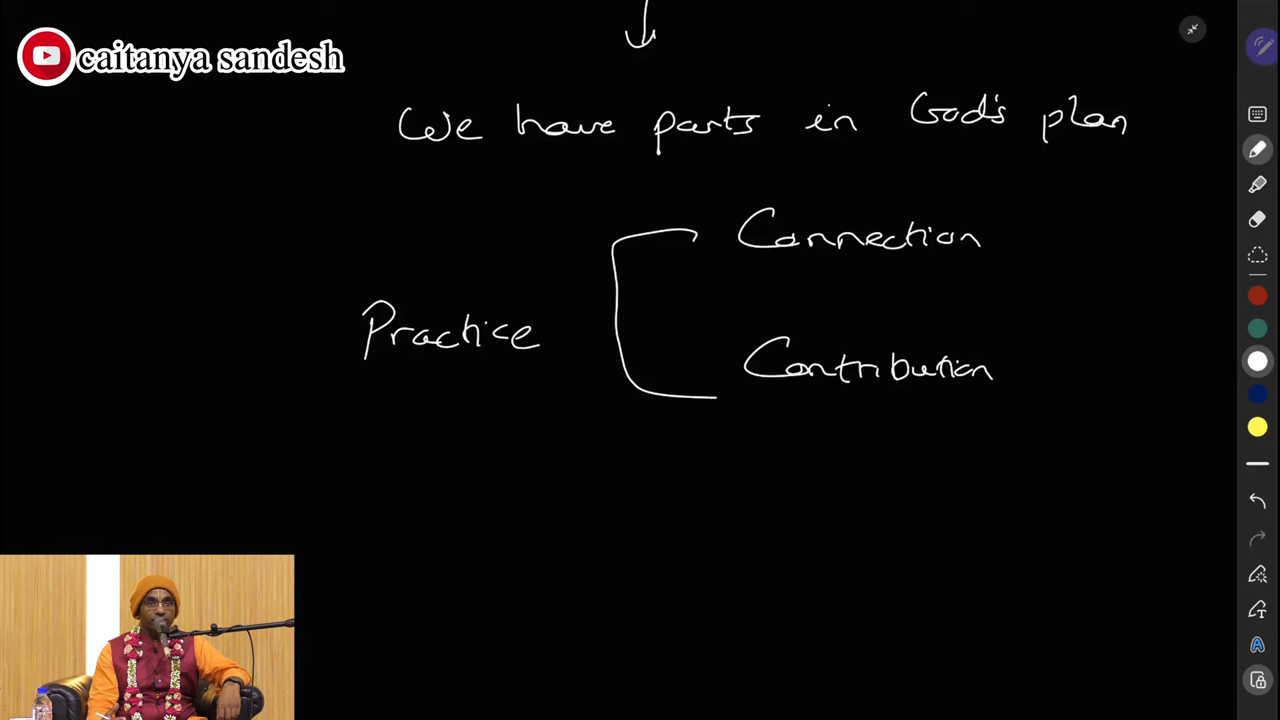 caitanya sandesh
We have parts in God's plan
Connection
Practice
Contribution